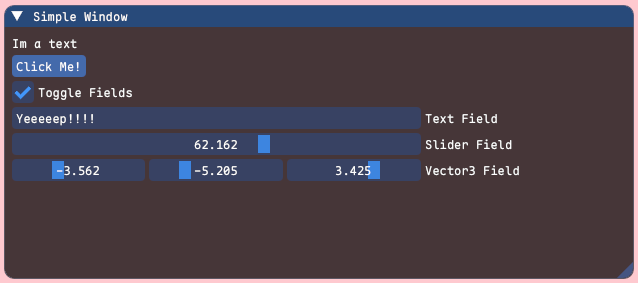 Simple Window
Im a text
Click Me!
Toggle Fields
Yeeeeep!!!! Text Field
62.162 Slider Field
-3.562 -5.205 3.425 Vector3 Field